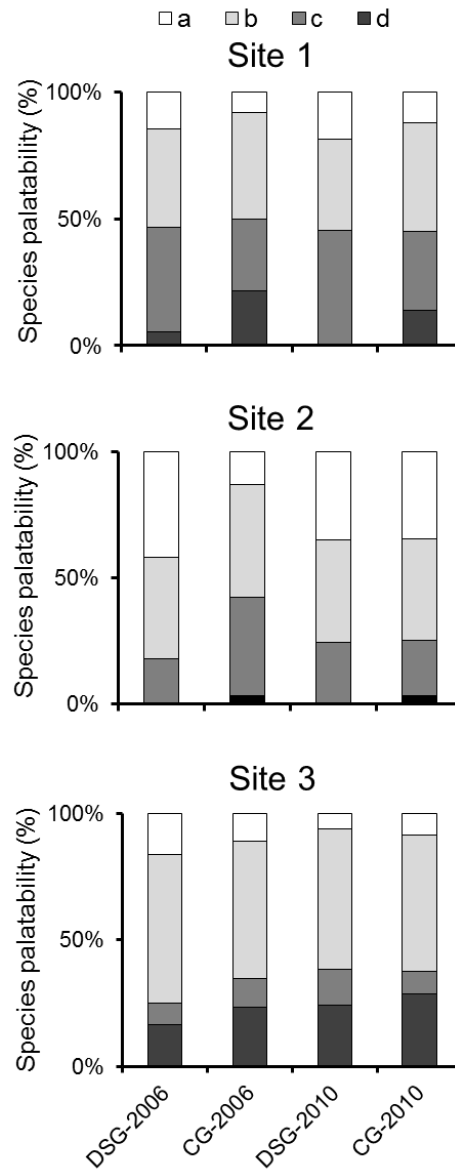 a b c d
Site 1
Species palatability (%)
100%
50%
0%
Site 2
Species palatability (%)
100%
50%
0%
Site 3
Species palatability (%)
100%
50%
0%
DSG-2006 CG-2006 DSG-2010 CG-2010